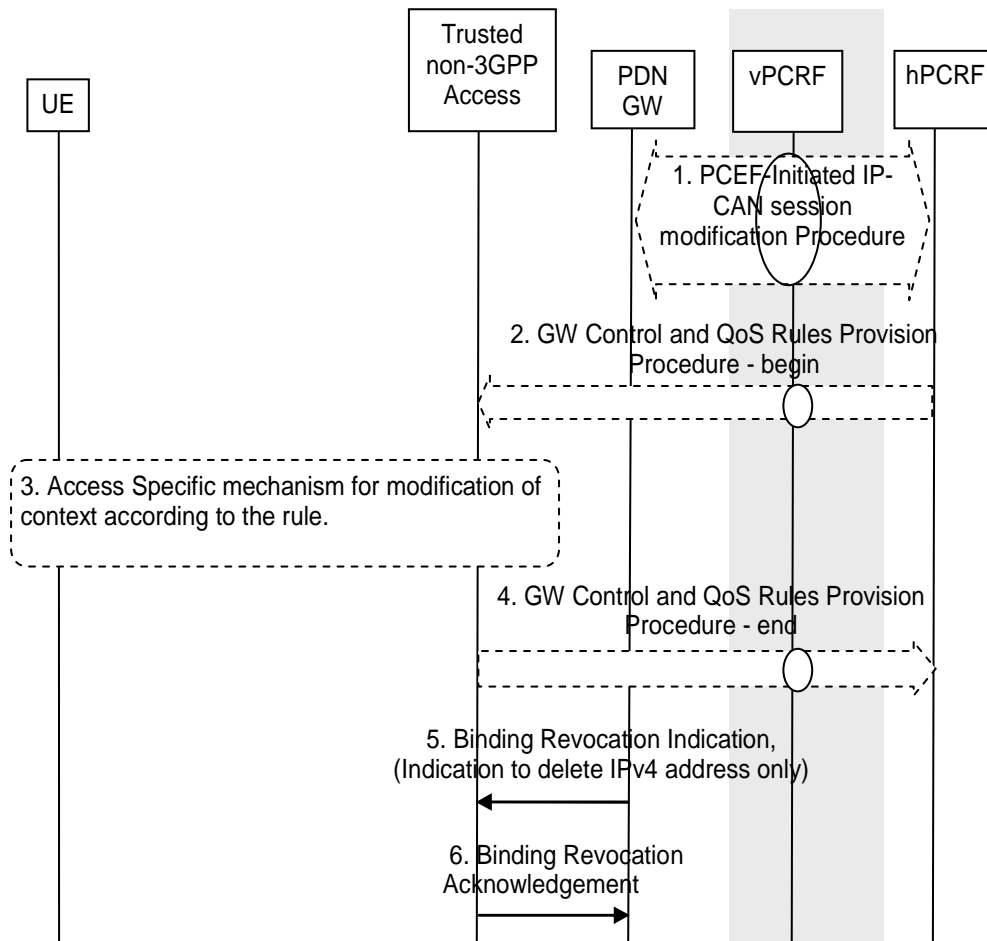 Trusted
non-3GPP
Access
UE
PDN
GW
vPCRF
hPCRF
1. PCEF-Initiated IP-
CAN session
modification Procedure
2. GW Control and QoS Rules Provision
Procedure - begin
3. Access Specific mechanism for modification of
context according to the rule.
4. GW Control and QoS Rules Provision
Procedure - end
5. Binding Revocation Indication,
(Indication to delete IPv4 address only)
6. Binding Revocation
Acknowledgement